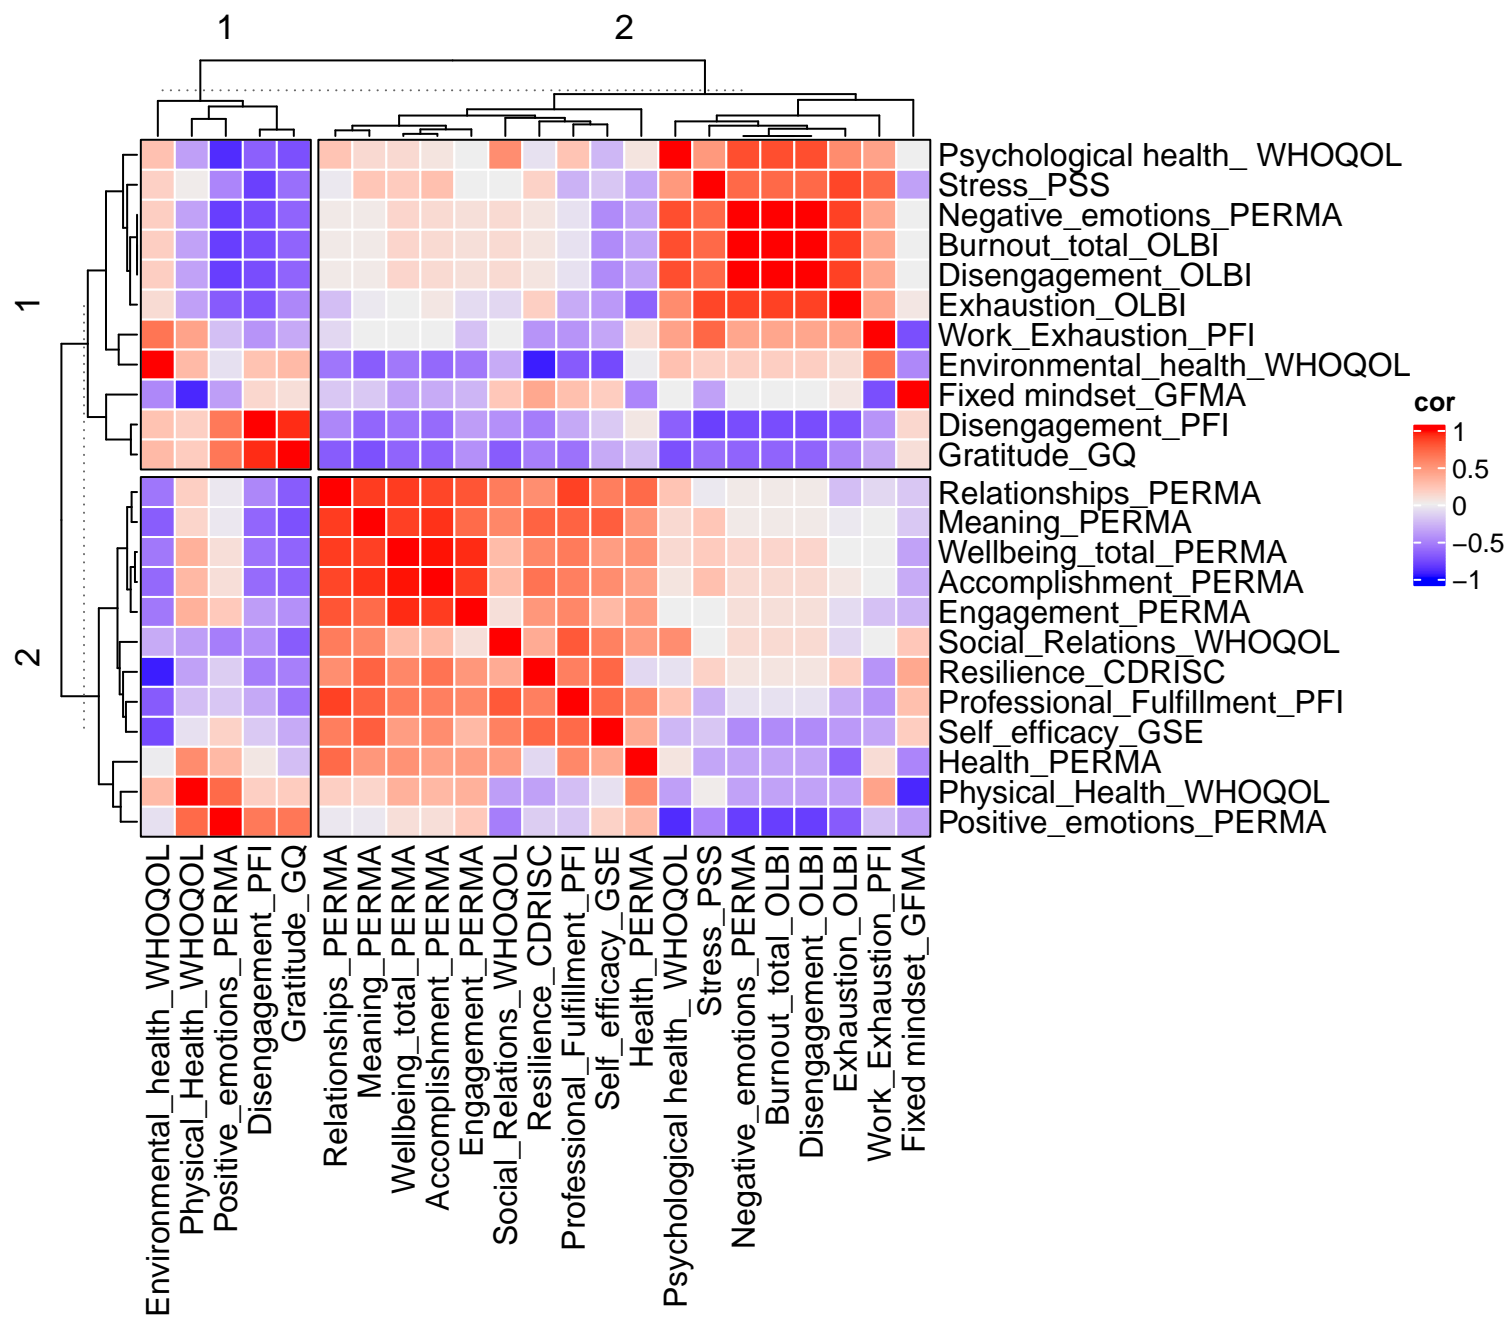 1
2
1
2
Psychological health_ WHOQOL
Stress_PSS
Negative_emotions_PERMA
Burnout_total_OLBI
Disengagement_OLBI
Exhaustion_OLBI
Work_Exhaustion_PFI
Environmental_health_WHOQOL
Fixed mindset_GFMA
Disengagement_PFI
Gratitude_GQ
Relationships_PERMA
Meaning_PERMA
Wellbeing_total_PERMA
Accomplishment_PERMA
Engagement_PERMA
Social_Relations_WHOQOL
Resilience_CDRISC
Professional_Fulfillment_PFI
Self_efficacy_GSE
Health_PERMA
Physical_Health_WHOQOL
Positive_emotions_PERMA
cor
1
0.5
0
−0.5
−1
Environmental_health_WHOQOL
Physical_Health_WHOQOL
Positive_emotions_PERMA
Disengagement_PFI
Gratitude_GQ
Relationships_PERMA
Meaning_PERMA
Wellbeing_total_PERMA
Accomplishment_PERMA
Engagement_PERMA
Social_Relations_WHOQOL
Resilience_CDRISC
Professional_Fulfillment_PFI
Self_efficacy_GSE
Health_PERMA
Psychological health_ WHOQOL
Stress_PSS
Negative_emotions_PERMA
Burnout_total_OLBI
Disengagement_OLBI
Exhaustion_OLBI
Work_Exhaustion_PFI
Fixed mindset_GFMA